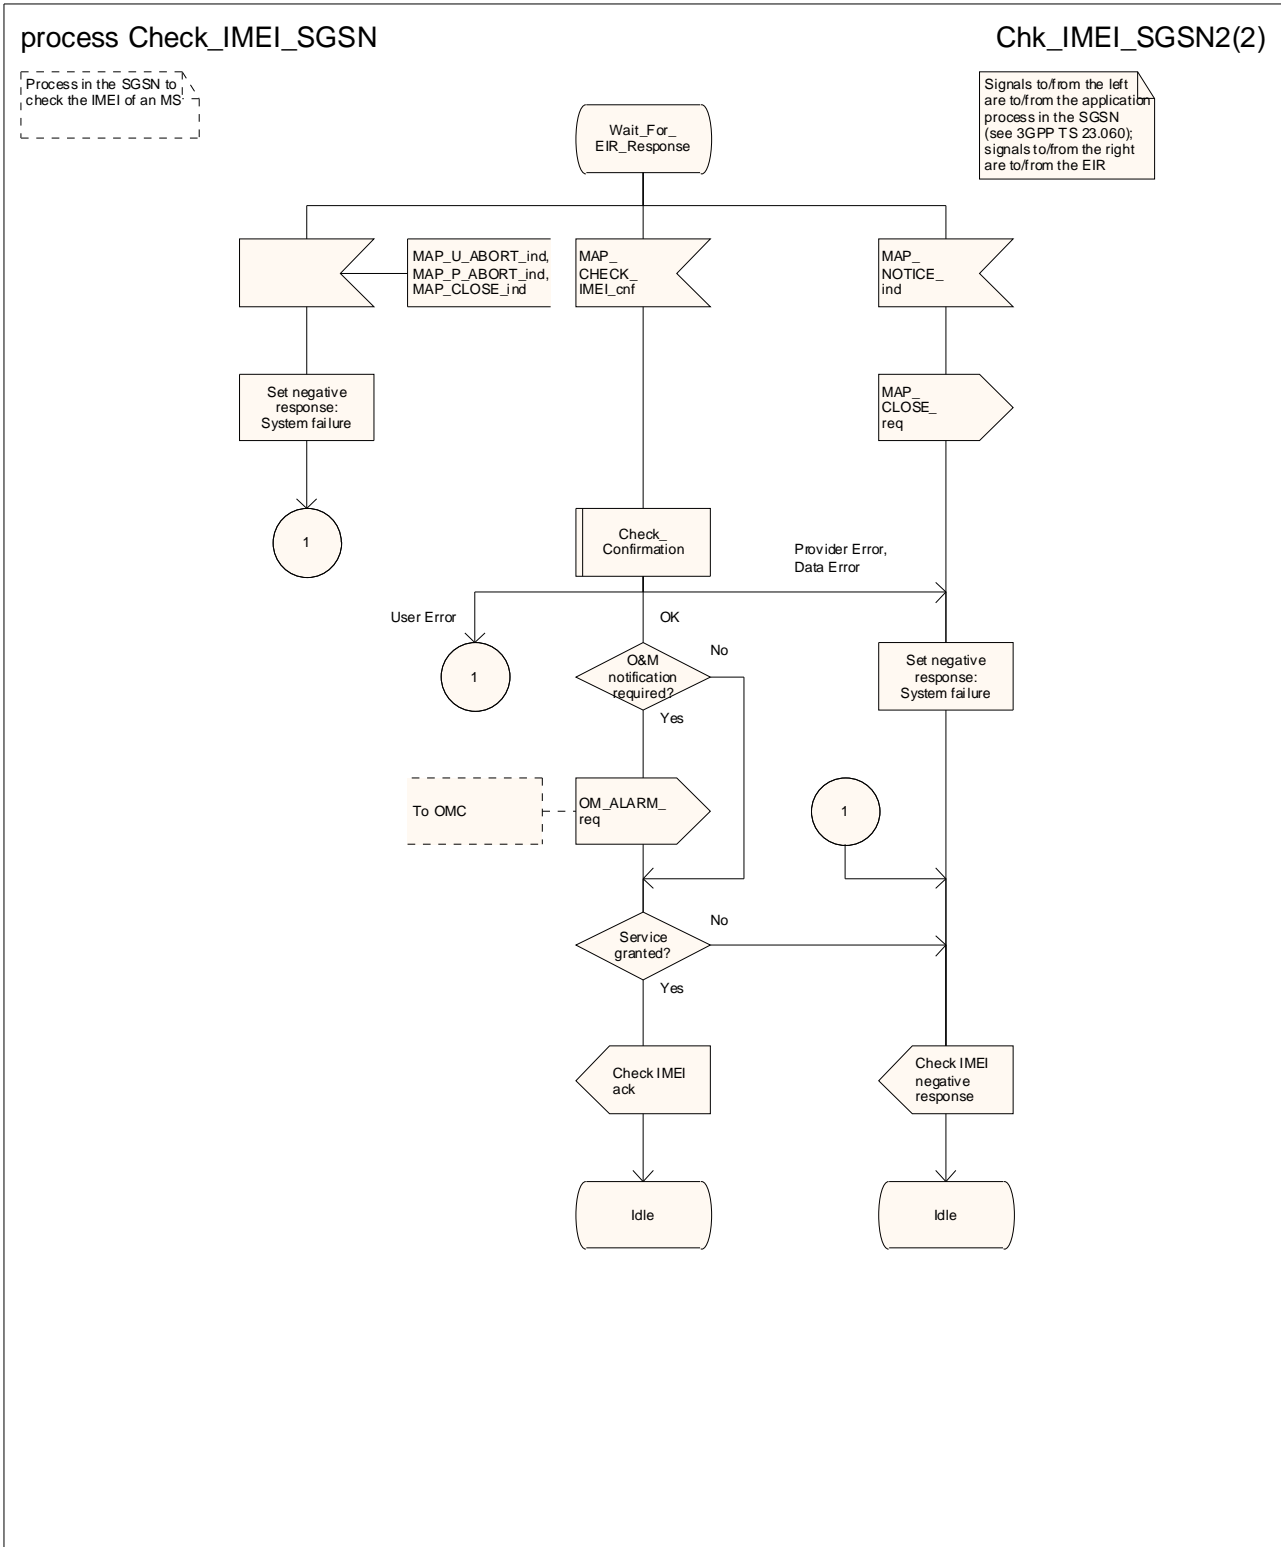 process Check_IMEI_SGSN
Chk_IMEI_SGSN2(2)
Process in the SGSN to
check the IMEI of an MS
Signals to/from the left
are to/from the application
process in the SGSN
(see 3GPP TS 23.060);
signals to/from the right
are to/from the EIR
Wait_For_
EIR_Response
MAP_U_ABORT_ind,
MAP_P_ABORT_ind,
MAP_CLOSE_ind
MAP_
CHECK_
IMEI_cnf
MAP_
NOTICE_
ind
Set negative
response:
System failure
MAP_
CLOSE_
req
1
Check_
Confirmation
Provider Error,
Data Error
User Error
OK
1
O&M
notification
required?
No
Yes
Set negative
response:
System failure
To OMC
OM_ALARM_
req
1
Service
granted?
No
Yes
Check IMEI
ack
Check IMEI
negative
response
Idle
Idle